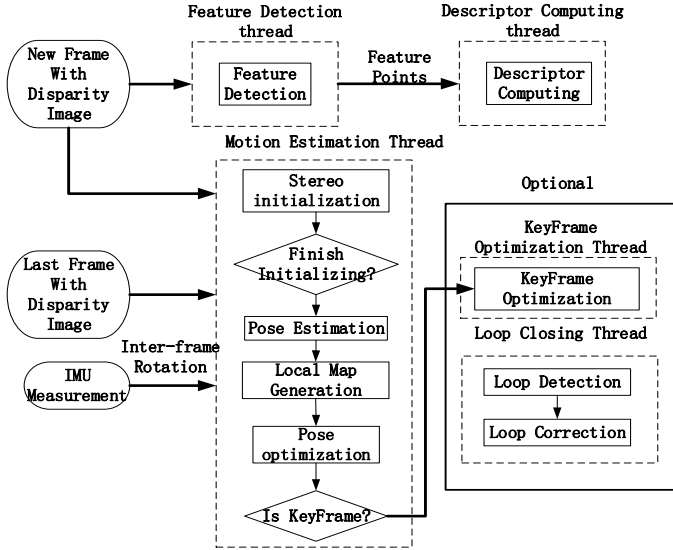 Feature Detection
thread
Descriptor Computing
thread
New Frame
With
Disparity
Image
Feature
Detection
Feature
Points
Descriptor
Computing
Motion Estimation Thread
Stereo
initialization
Finish
Initializing?
Last Frame
With
Disparity
Image
Pose Estimation
Inter-frame
Rotation
IMU
Measurement
Local Map
Generation
Pose
optimization
Is KeyFrame?
Optional
KeyFrame
Optimization Thread
KeyFrame
Optimization
Loop Closing Thread
Loop Detection
Loop Correction